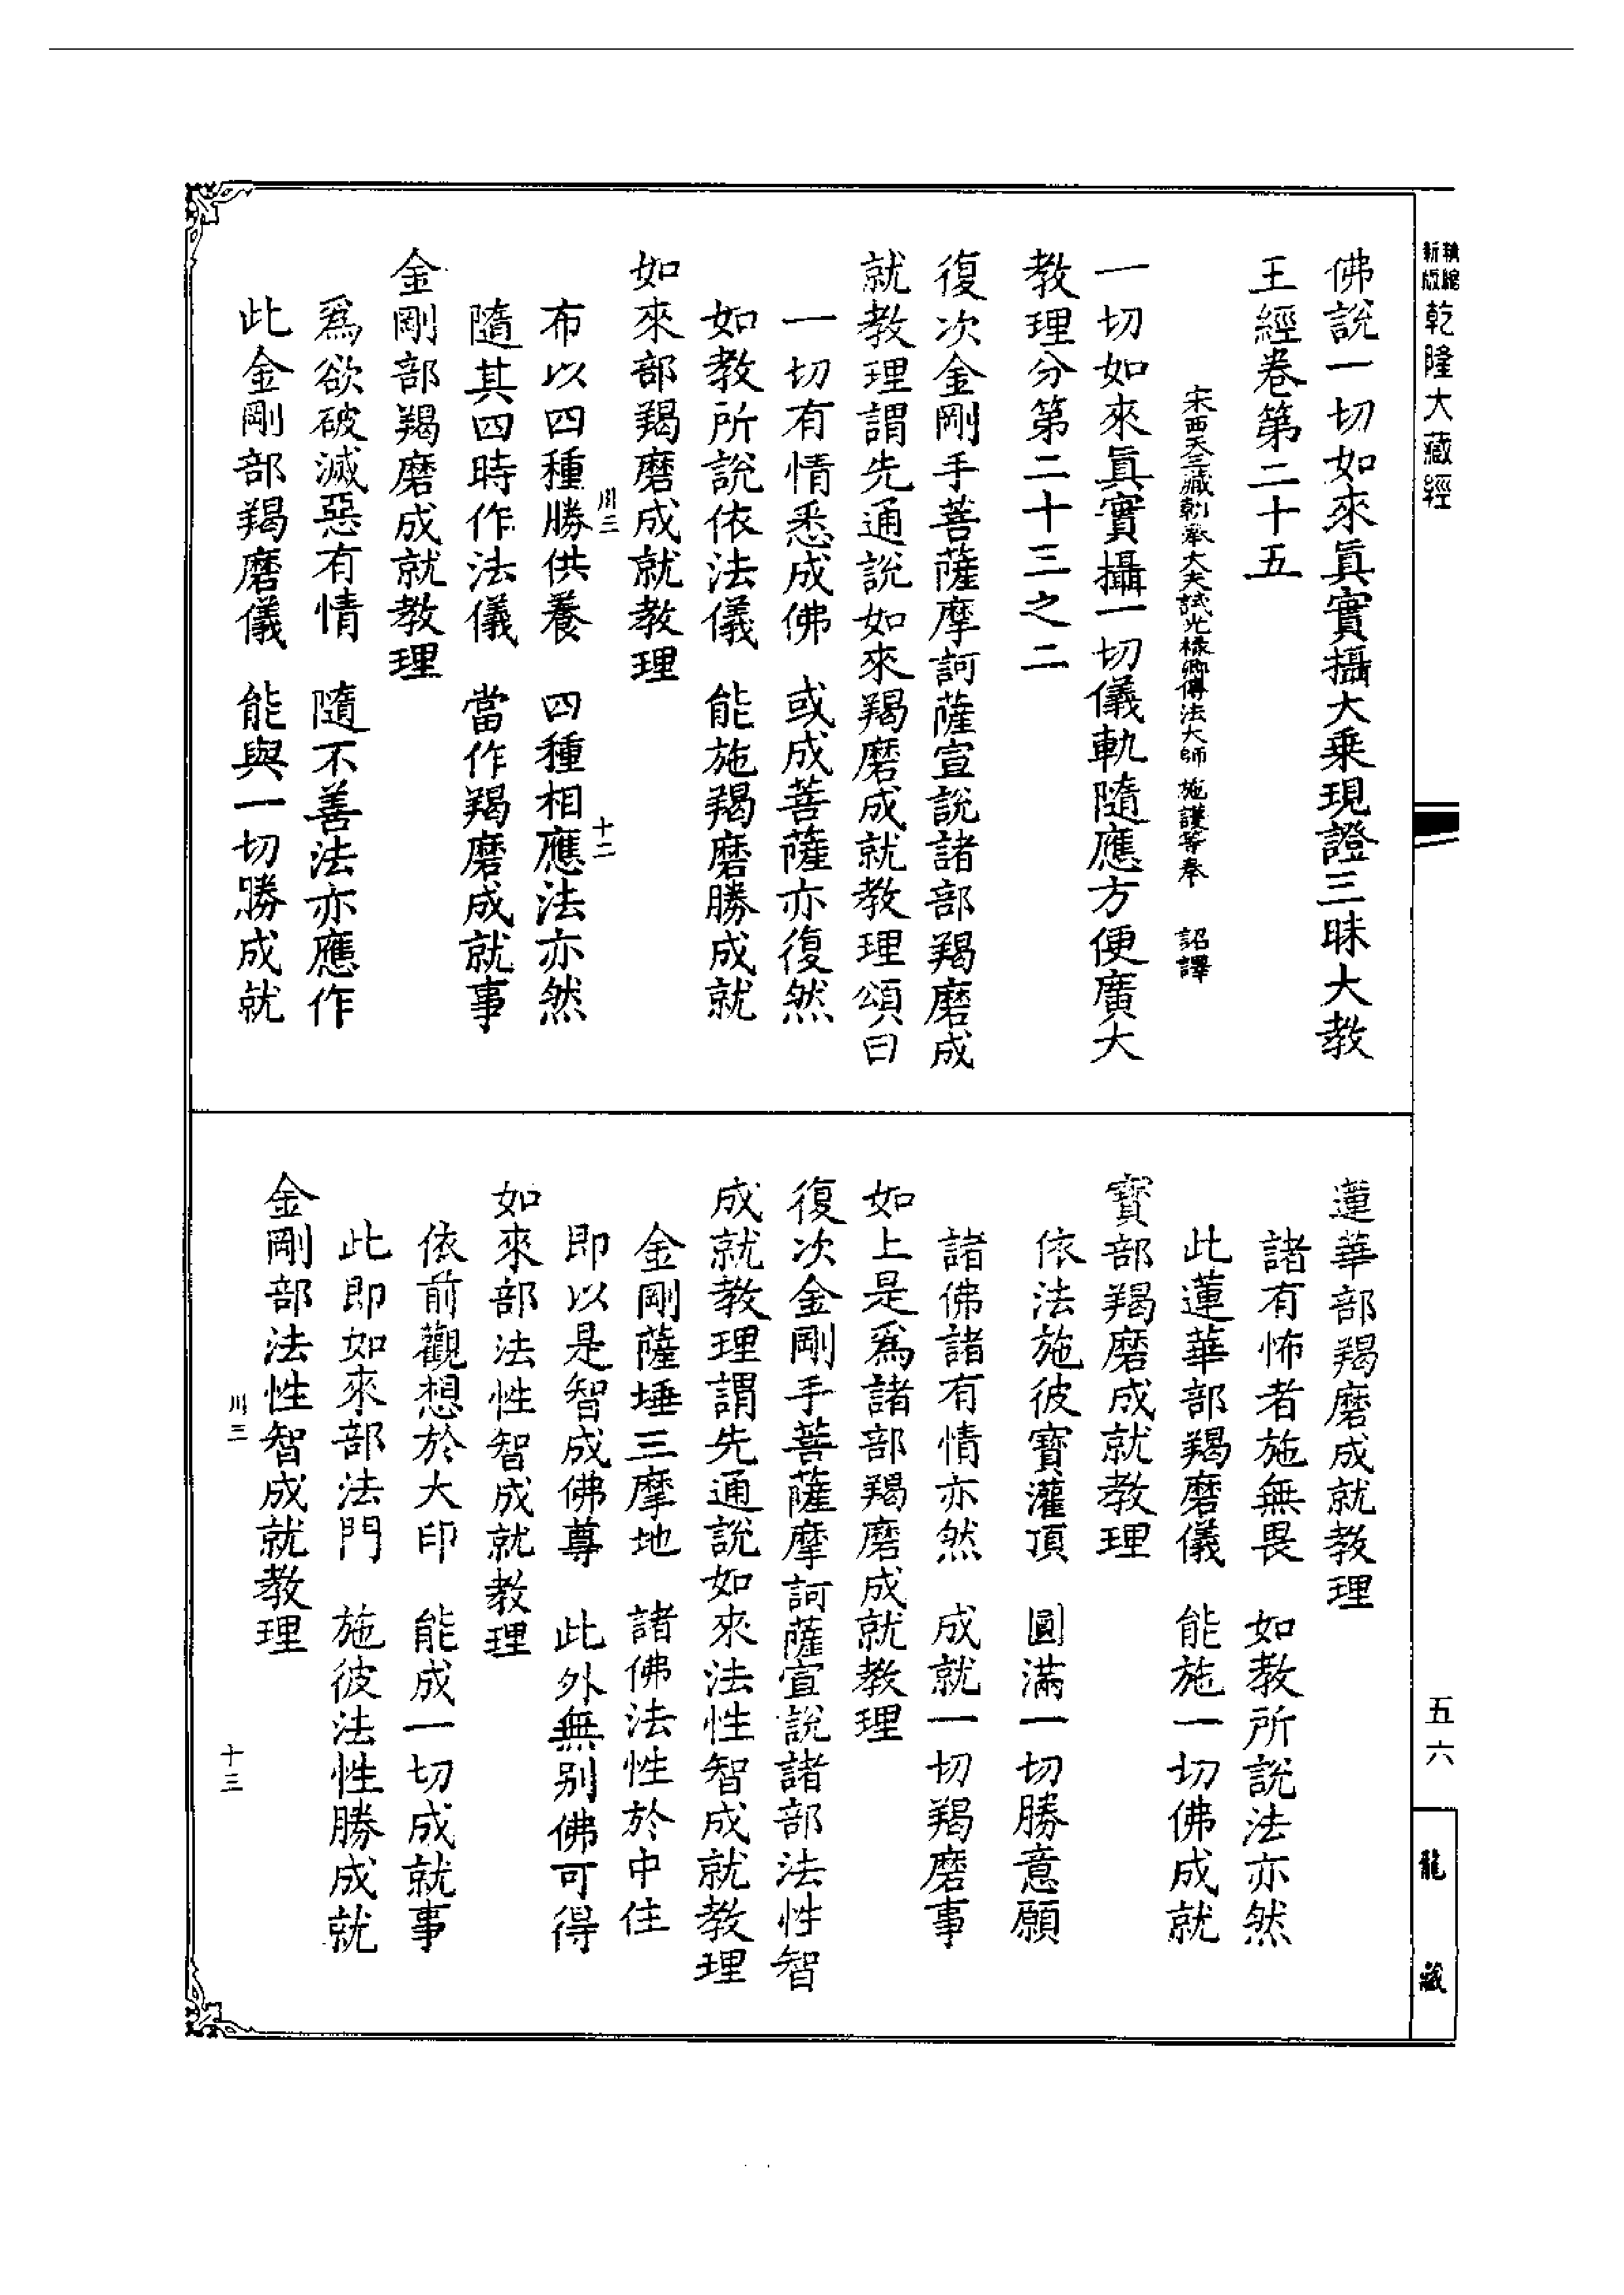 新版
精縮
乾隆大藏經
五六
龍藏
佛說一切如來眞實攝大乗現證三昧大教
王經卷第二十五
宋西天三藏朝奉大夫試光祿卿傳法大師施護等奉 詔譯
一切如來眞實攝一切儀軌隨應方便廣大
教理分第二十三之二
復次金剛手菩薩摩訶薩宣說諸部羯磨成
就教理謂先通說如來羯磨成就教理頌曰
一切有情悉成佛 或成菩薩亦復然
如教所說依法儀 能施羯磨勝成就
如來部羯磨成就教理
川三 十二
布以四種勝供養 四種相應法亦然
隨其四時作法儀 當作羯磨成就事
金剛部羯磨成就教理
爲欲破滅惡有情 隨不善法亦應作
此金剛部羯磨儀 能與一切勝成就
蓮華部羯磨成就教理
諸有怖者施無畏 如教所說法亦然
此蓮華部羯磨儀 能施一切佛成就
寶部羯磨成就教理
依法施彼寶灌頂 圓滿一切勝意願
諸佛諸有情亦然 成就一切羯磨事
如上是爲諸部羯磨成就教理
復次金剛手菩薩摩訶薩宣說諸部法性智
成就教理謂先通說如來法性智成就教理
金剛薩埵三摩地 諸佛法性於中住
即以是智成佛尊 此外無别佛可得
如來部法性智成就教理
依前觀想於大印 能成一切成就事
此即如來部法門 施彼法性勝成就
金剛部法性智成就教理
川三 十三